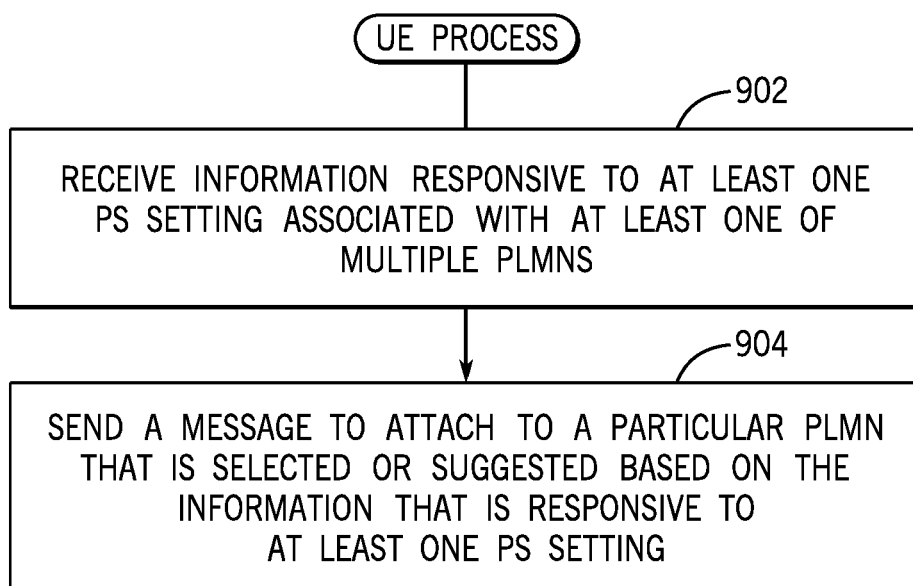 UE PROCESS
902
RECEIVE INFORMATION RESPONSIVE TO AT LEAST ONE
PS SETTING ASSOCIATED WITH AT LEAST ONE OF
MULTIPLE PLMNS
904
SEND A MESSAGE TO ATTACH TO A PARTICULAR PLMN
THAT IS SELECTED OR SUGGESTED BASED ON THE
INFORMATION THAT IS RESPONSIVE TO
AT LEAST ONE PS SETTING